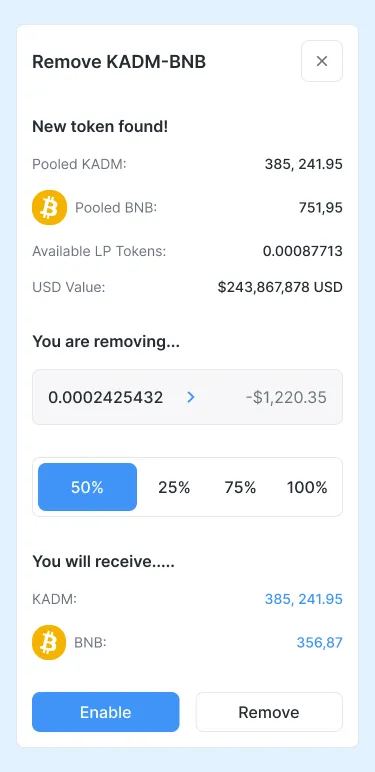 Remove KADM-BNB
New token found!
Pooled KADM: 385, 241.95
Pooled BNB: 751,95
Available LP Tokens: 0.00087713
USD Value: $243,867,878 USD
You are removing...
0.0002425432 -$1,220.35
50% 25% 75% 100%
You will receive.....
KADM: 385, 241.95
BNB: 356,87
Enable Remove